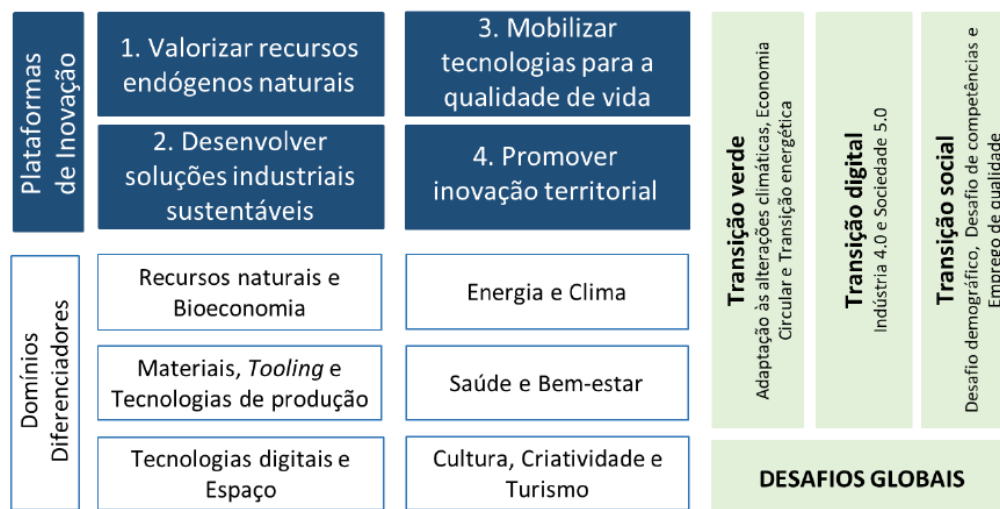 Plataformas
de Inovação
1. Valorizar recursos
endógenos naturais
3. Mobilizar
tecnologias para a
qualidade de vida
2. Desenvolver
soluções industriais
sustentáveis
4. Promover
inovação territorial
Domínios
Diferenciadores
Recursos naturais e
Bioeconomia
Energia e Clima
Materiais, Tooling e
Tecnologias de produção
Saúde e Bem-estar
Tecnologias digitais e
Espaço
Cultura, Criatividade e
Turismo
Transição verde
Adaptação às alterações climáticas, Economia
Circular e Transição energética
Transição digital
Indústria 4.0 e Sociedade 5.0
Transição social
Desafio demográfico, Desafio de competências e
Emprego de qualidade
DESAFIOS GLOBAIS